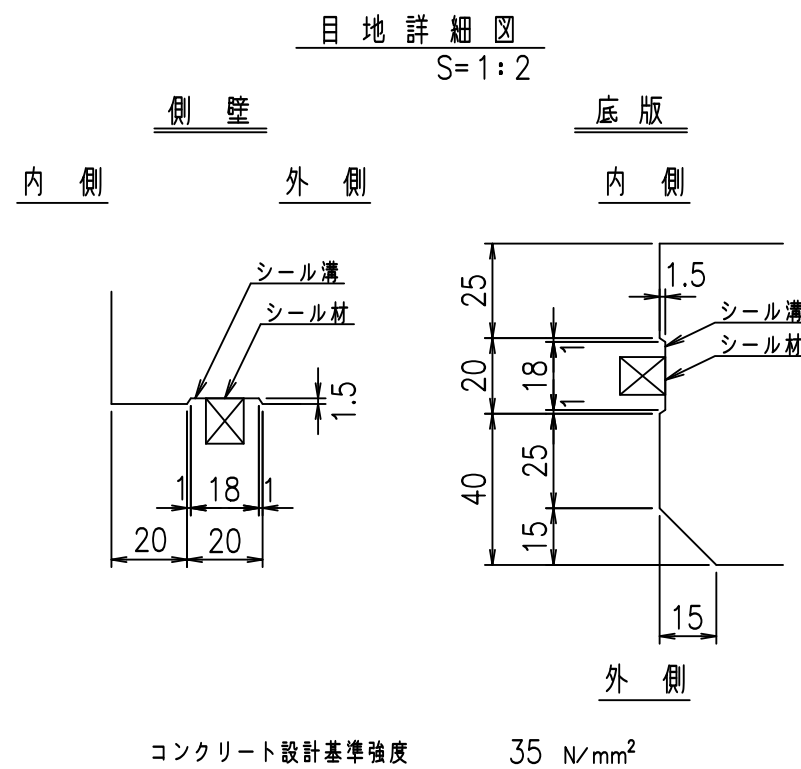 目地詳細図
S=1:2
側壁
底版
内側
外側
内側
シール溝
シール材
1.5
1
18
1
20
20
25
20
40
1
18
1
25
15
1.5
シール溝
シール材
15
外側
コンクリート設計基準強度 35 N/mm²